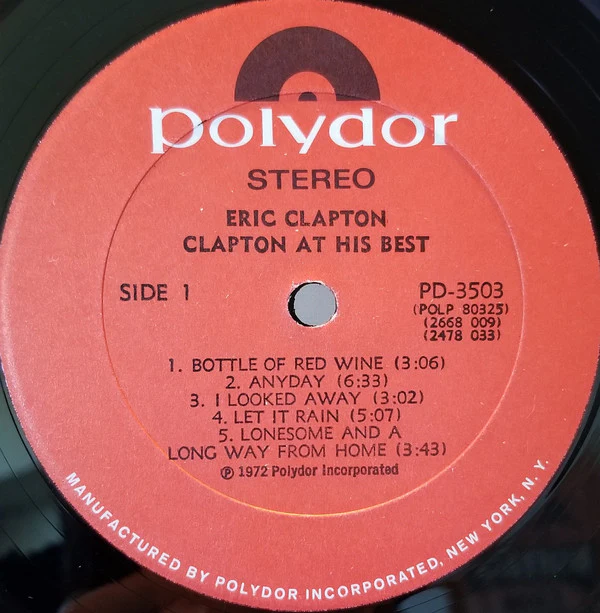 polydor
STEREO
ERIC CLAPTON
CLAPTON AT HIS BEST
SIDE 1
PD-3503
(POLP 80325)
(2668 009)
(2478 033)
1. BOTTLE OF RED WINE (3:06)
2. ANYDAY (6:33)
3. I LOOKED AWAY (3:02)
4. LET IT RAIN (5:07)
5. LONESOME AND A
LONG WAY FROM HOME (3:43)
℗ 1972 Polydor Incorporated
MANUFACTURED BY POLYDOR INCORPORATED, NEW YORK, N. Y.